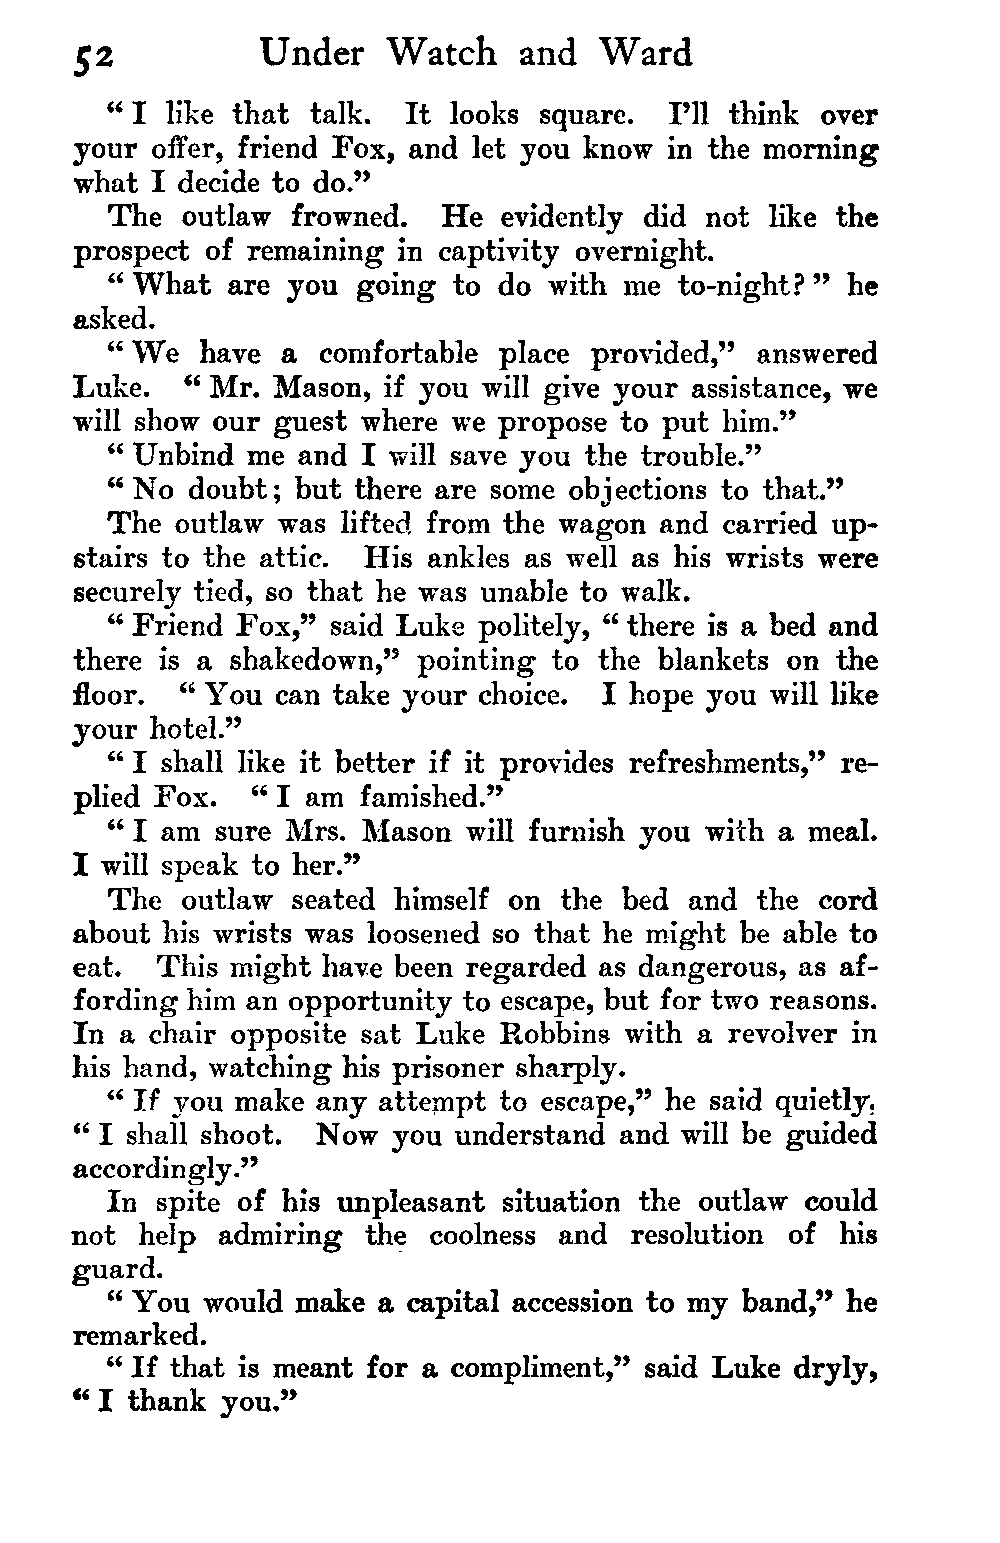 52 Under Watch and Ward
“I like that talk. It looks square. I’ll think over
your offer, friend Fox, and let you know in the morning
what I decide to do.”
The outlaw frowned. He evidently did not like the
prospect of remaining in captivity overnight.
“What are you going to do with me to-night?” he
asked.
“We have a comfortable place provided,” answered
Luke. “Mr. Mason, if you will give your assistance, we
will show our guest where we propose to put him.”
“Unbind me and I will save you the trouble.”
“No doubt; but there are some objections to that.”
The outlaw was lifted from the wagon and carried up-
stairs to the attic. His ankles as well as his wrists were
securely tied, so that he was unable to walk.
“Friend Fox,” said Luke politely, “there is a bed and
there is a shakedown,” pointing to the blankets on the
floor. “You can take your choice. I hope you will like
your hotel.”
“I shall like it better if it provides refreshments,” re-
plied Fox. “I am famished.”
“I am sure Mrs. Mason will furnish you with a meal.
I will speak to her.”
The outlaw seated himself on the bed and the cord
about his wrists was loosened so that he might be able to
eat. This might have been regarded as dangerous, as af-
fording him an opportunity to escape, but for two reasons.
In a chair opposite sat Luke Robbins with a revolver in
his hand, watching his prisoner sharply.
“If you make any attempt to escape,” he said quietly,
“I shall shoot. Now you understand and will be guided
accordingly.”
In spite of his unpleasant situation the outlaw could
not help admiring the coolness and resolution of his
guard.
“You would make a capital accession to my band,” he
remarked.
“If that is meant for a compliment,” said Luke dryly,
“I thank you.”